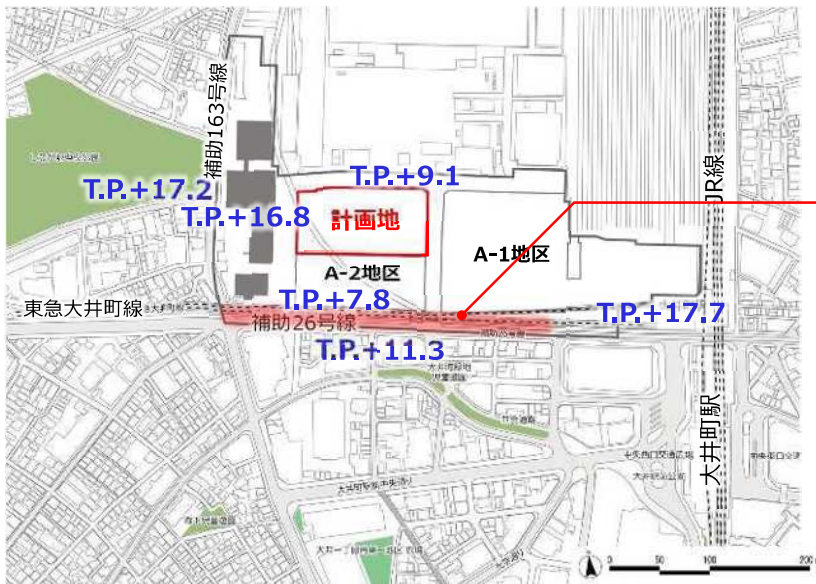 補助163号線
T.P.+17.2
T.P.+16.8
T.P.+9.1
計画地
JR線
A-1地区
A-2地区
東急大井町線
T.P.+7.8
T.P.+17.7
補助26号線
T.P.+11.3
大井町駅
0 50 100 200